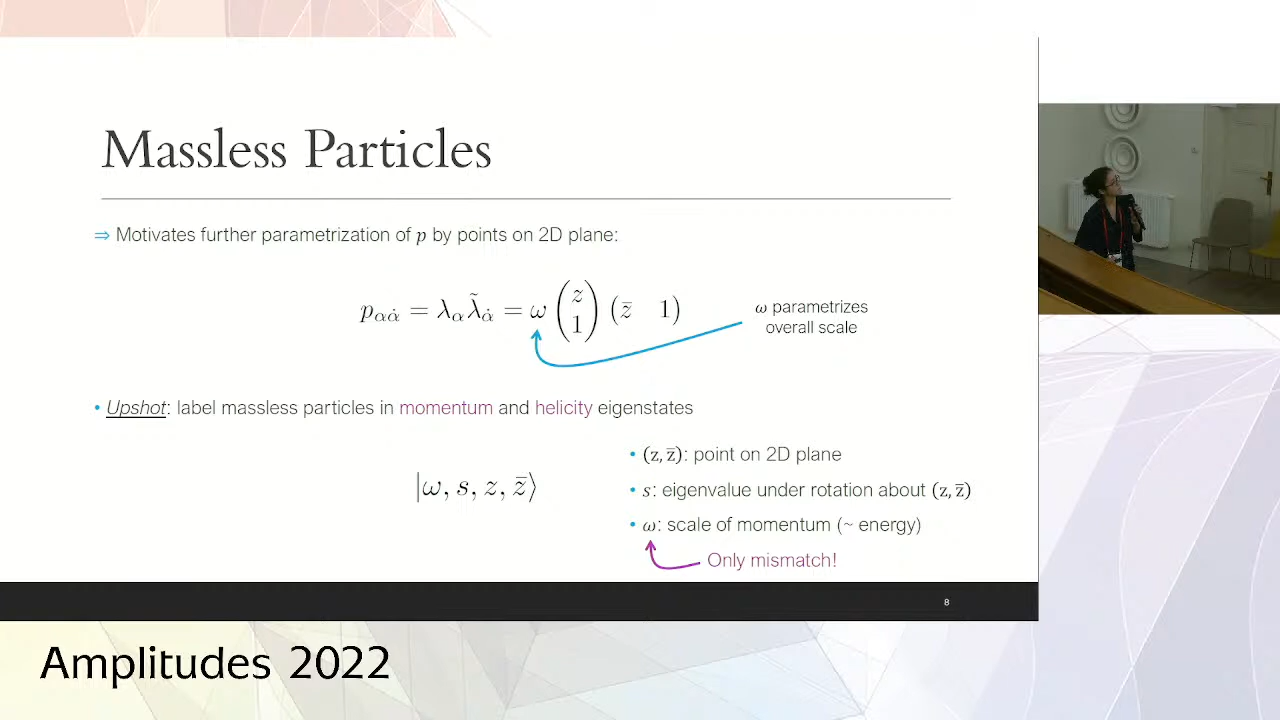 Massless Particles
⇒ Motivates further parametrization of p by points on 2D plane:
p_{αα̇} = λ_α λ̃_{α̇} = ω (z 1) (z̄ 1)
ω parametrizes
overall scale
• Upshot: label massless particles in momentum and helicity eigenstates
|ω, s, z, z̄⟩
• (z, z̄): point on 2D plane
• s: eigenvalue under rotation about (z, z̄)
• ω: scale of momentum (~ energy)
Only mismatch!
8
Amplitudes 2022